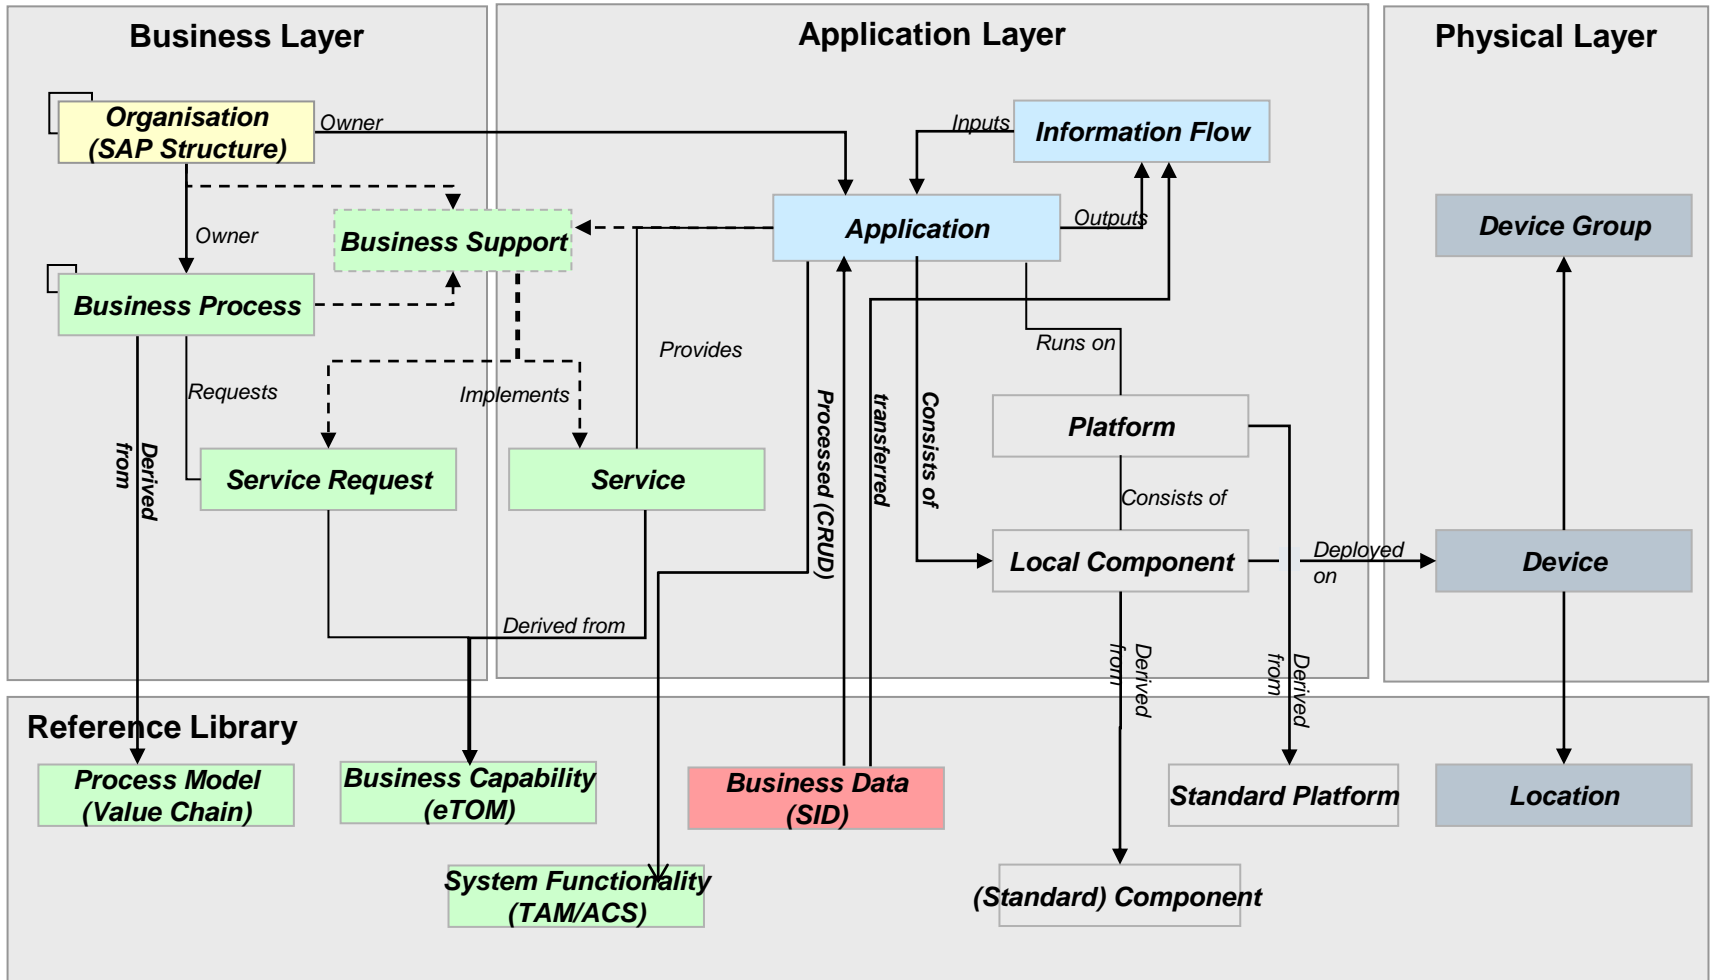 Business Layer
Application Layer
Physical Layer
Organisation
(SAP Structure)
Owner
Inputs
Information Flow
Business Support
Application
Outputs
Device Group
Owner
Business Process
Provides
Runs on
Requests
Implements
Processed (CRUD)
transferred
Consists of
Platform
Derived
from
Service Request
Service
Consists of
Local Component
Deployed
on
Device
Derived from
Derived
from
Derived
from
Reference Library
Process Model
(Value Chain)
Business Capability
(eTOM)
Business Data
(SID)
Standard Platform
Location
System Functionality
(TAM/ACS)
(Standard) Component